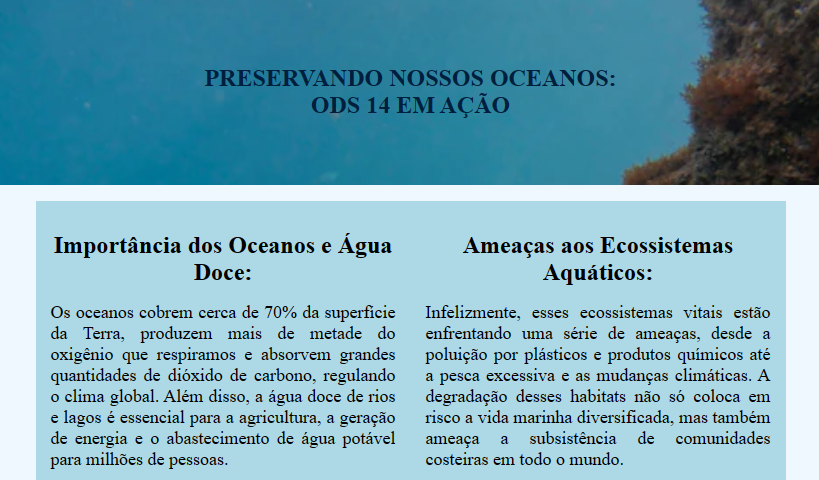 PRESERVANDO NOSSOS OCEANOS:
ODS 14 EM AÇÃO
Importância dos Oceanos e Água
Doce:
Os oceanos cobrem cerca de 70% da superfície
da Terra, produzem mais de metade do
oxigênio que respiramos e absorvem grandes
quantidades de dióxido de carbono, regulando
o clima global. Além disso, a água doce de rios
e lagos é essencial para a agricultura, a geração
de energia e o abastecimento de água potável
para milhões de pessoas.
Ameaças aos Ecossistemas
Aquáticos:
Infelizmente, esses ecossistemas vitais estão
enfrentando uma série de ameaças, desde a
poluição por plásticos e produtos químicos até
a pesca excessiva e as mudanças climáticas. A
degradação desses habitats não só coloca em
risco a vida marinha diversificada, mas também
ameaça a subsistência de comunidades
costeiras em todo o mundo.